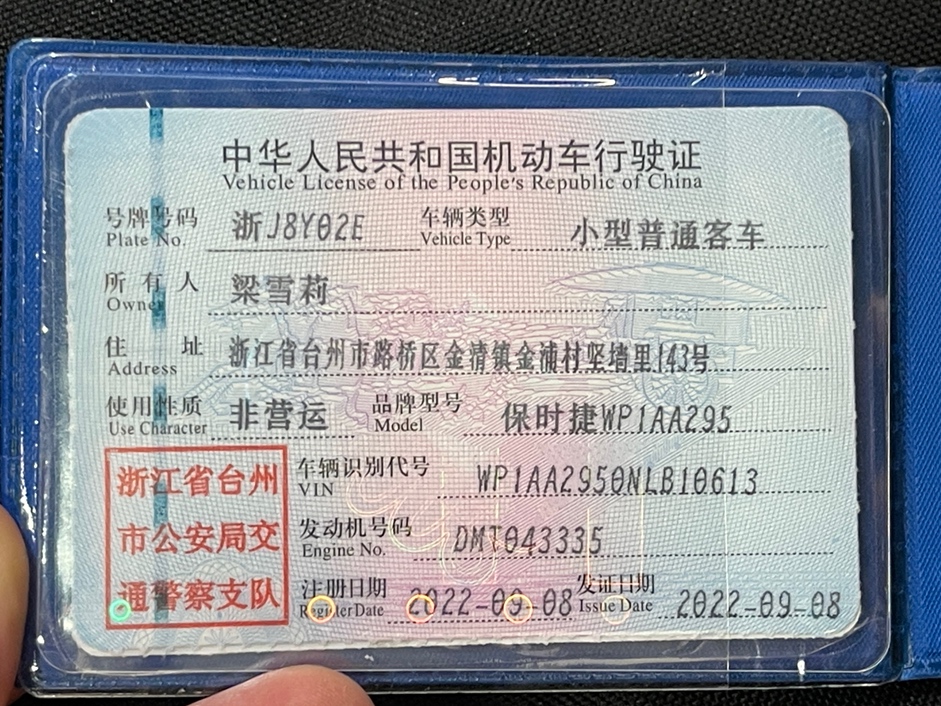 中华人民共和国机动车行驶证
Vehicle License of the People's Republic of China
号牌号码 浙J8Y02E 车辆类型 小型普通客车
Plate No. Vehicle Type
所有人 梁雪莉
Owner
住址 浙江省台州市路桥区金清镇金浦村坚墙里143号
Address
使用性质 非营运 品牌型号 保时捷WP1AA295
Use Character Model
浙江省台州
市公安局交
通警察支队
车辆识别代号 WP1AA2950NLB10613
VIN
发动机号码 DMT043335
Engine No.
注册日期 2022-09-08 发证日期 2022-09-08
Register Date Issue Date